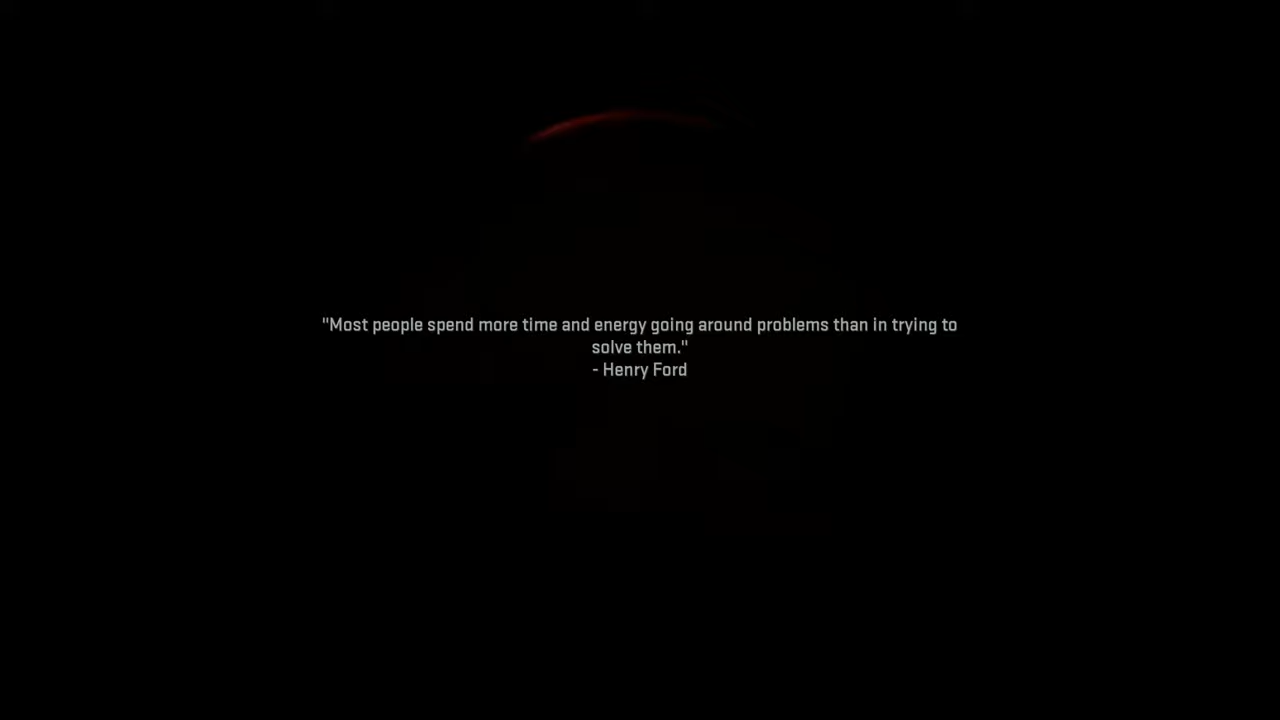 "Most people spend more time and energy going around problems than in trying to
solve them."
- Henry Ford